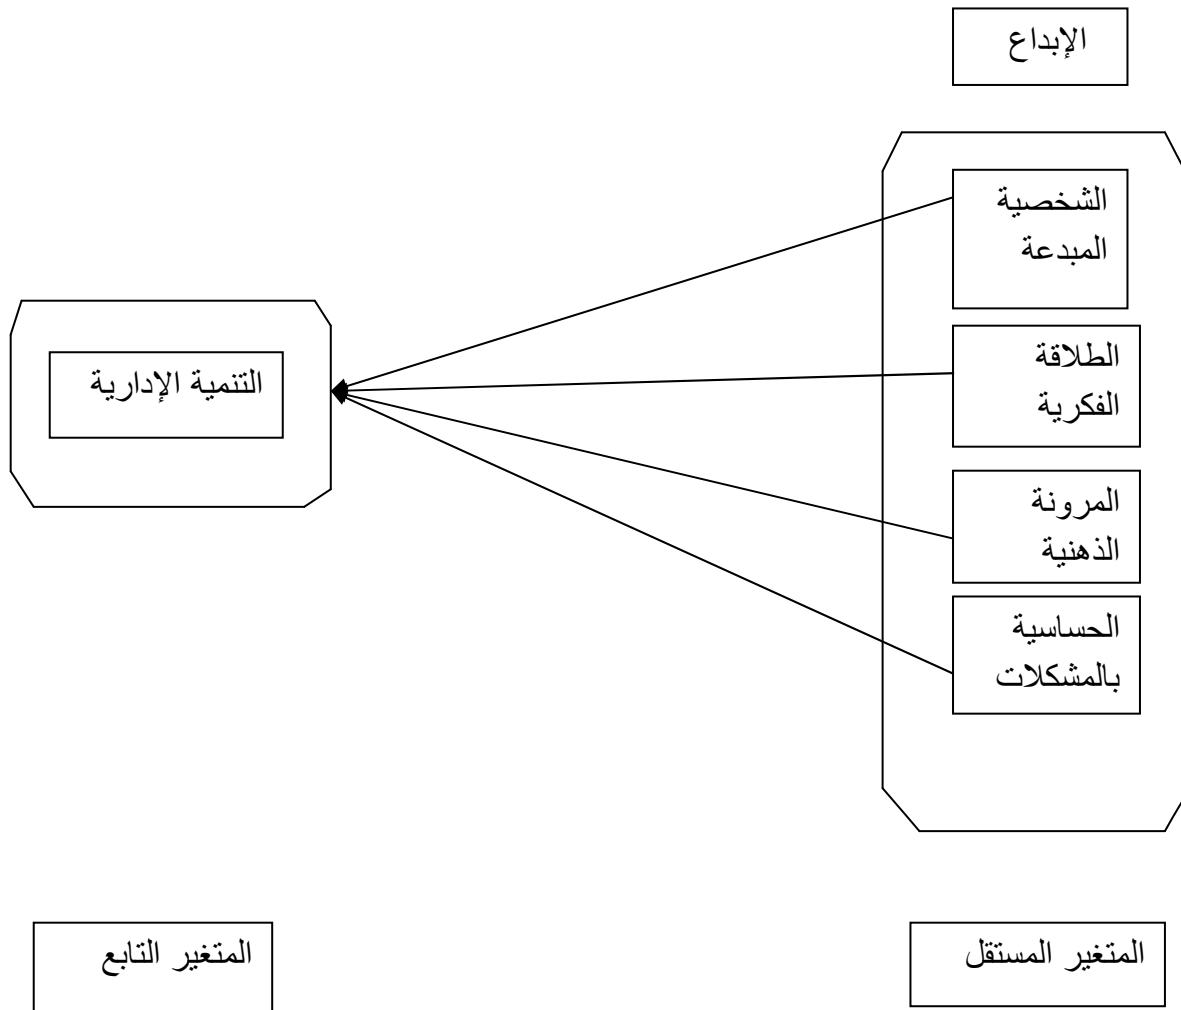 الإبداع
الشخصية
المبدعة
الطلاقة
الفكرية
التنمية الإدارية
المرونة
الذهنية
الحساسية
بالمشكلات
المتغير المستقل
المتغير التابع